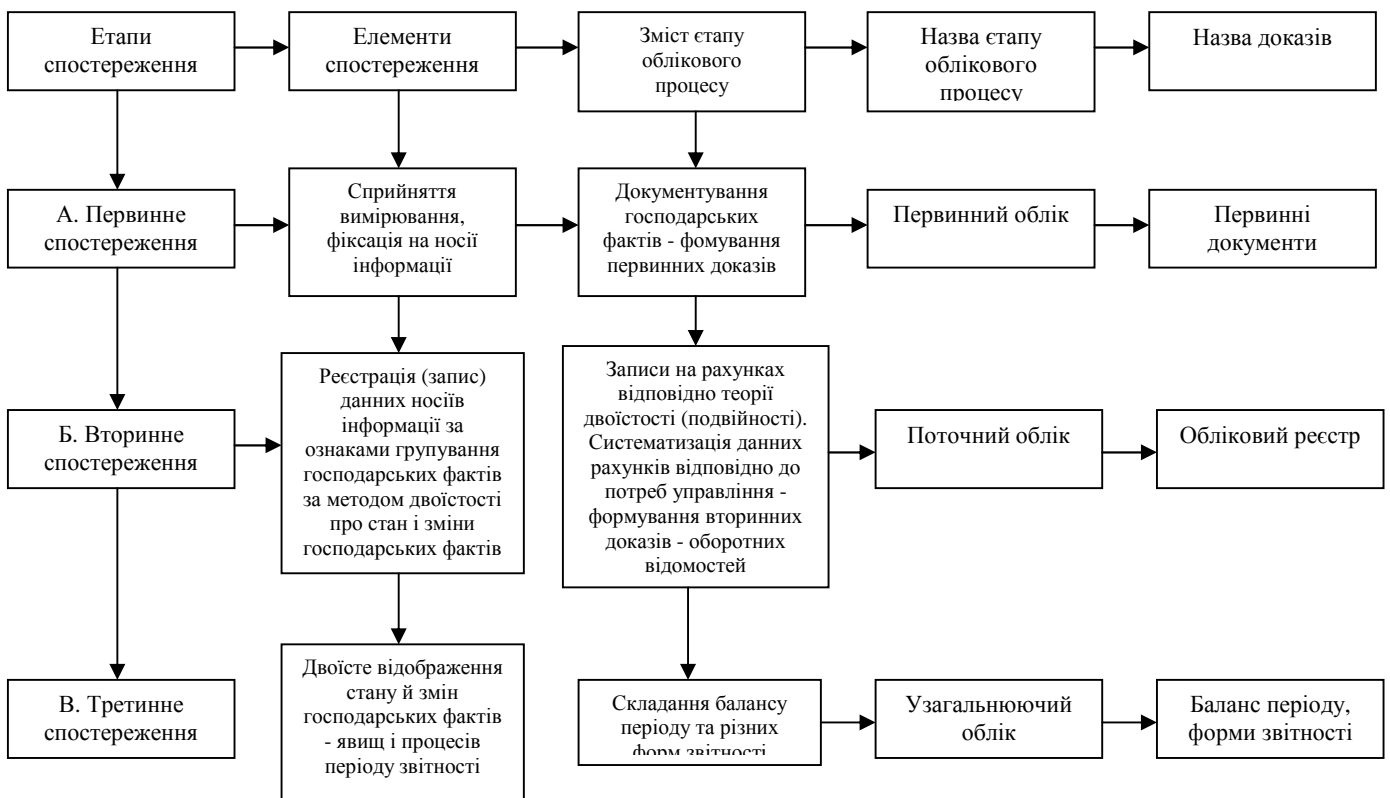 Етапи
спостереження
Елементи
спостереження
Зміст єтапу
облікового
процесу
Назва єтапу
облікового
процесу
Назва доказів
А. Первинне
спостереження
Сприйняття
вимірювання,
фіксація на носії
інформації
Документування
господарських
фактів - фомування
первинних доказів
Первинний облік
Первинні
документи
Б. Вторинне
спостереження
Реєстрація (запис)
данних носіїв
інформації за
ознаками групування
господарських фактів
за методом двоїстості
про стан і зміни
господарських фактів
Записи на рахунках
відповідно теорії
двоїстості (подвійності).
Систематизація данних
рахунків відповідно до
потреб управління -
формування вторинних
доказів - оборотних
відомостей
Поточний облік
Обліковий реєстр
В. Третинне
спостереження
Двоїсте відображення
стану й змін
господарських фактів
- явищ і процесів
періоду звітності
Складання балансу
періоду та різних
форм звітності
Узагальнюючий
облік
Баланс періоду,
форми звітності